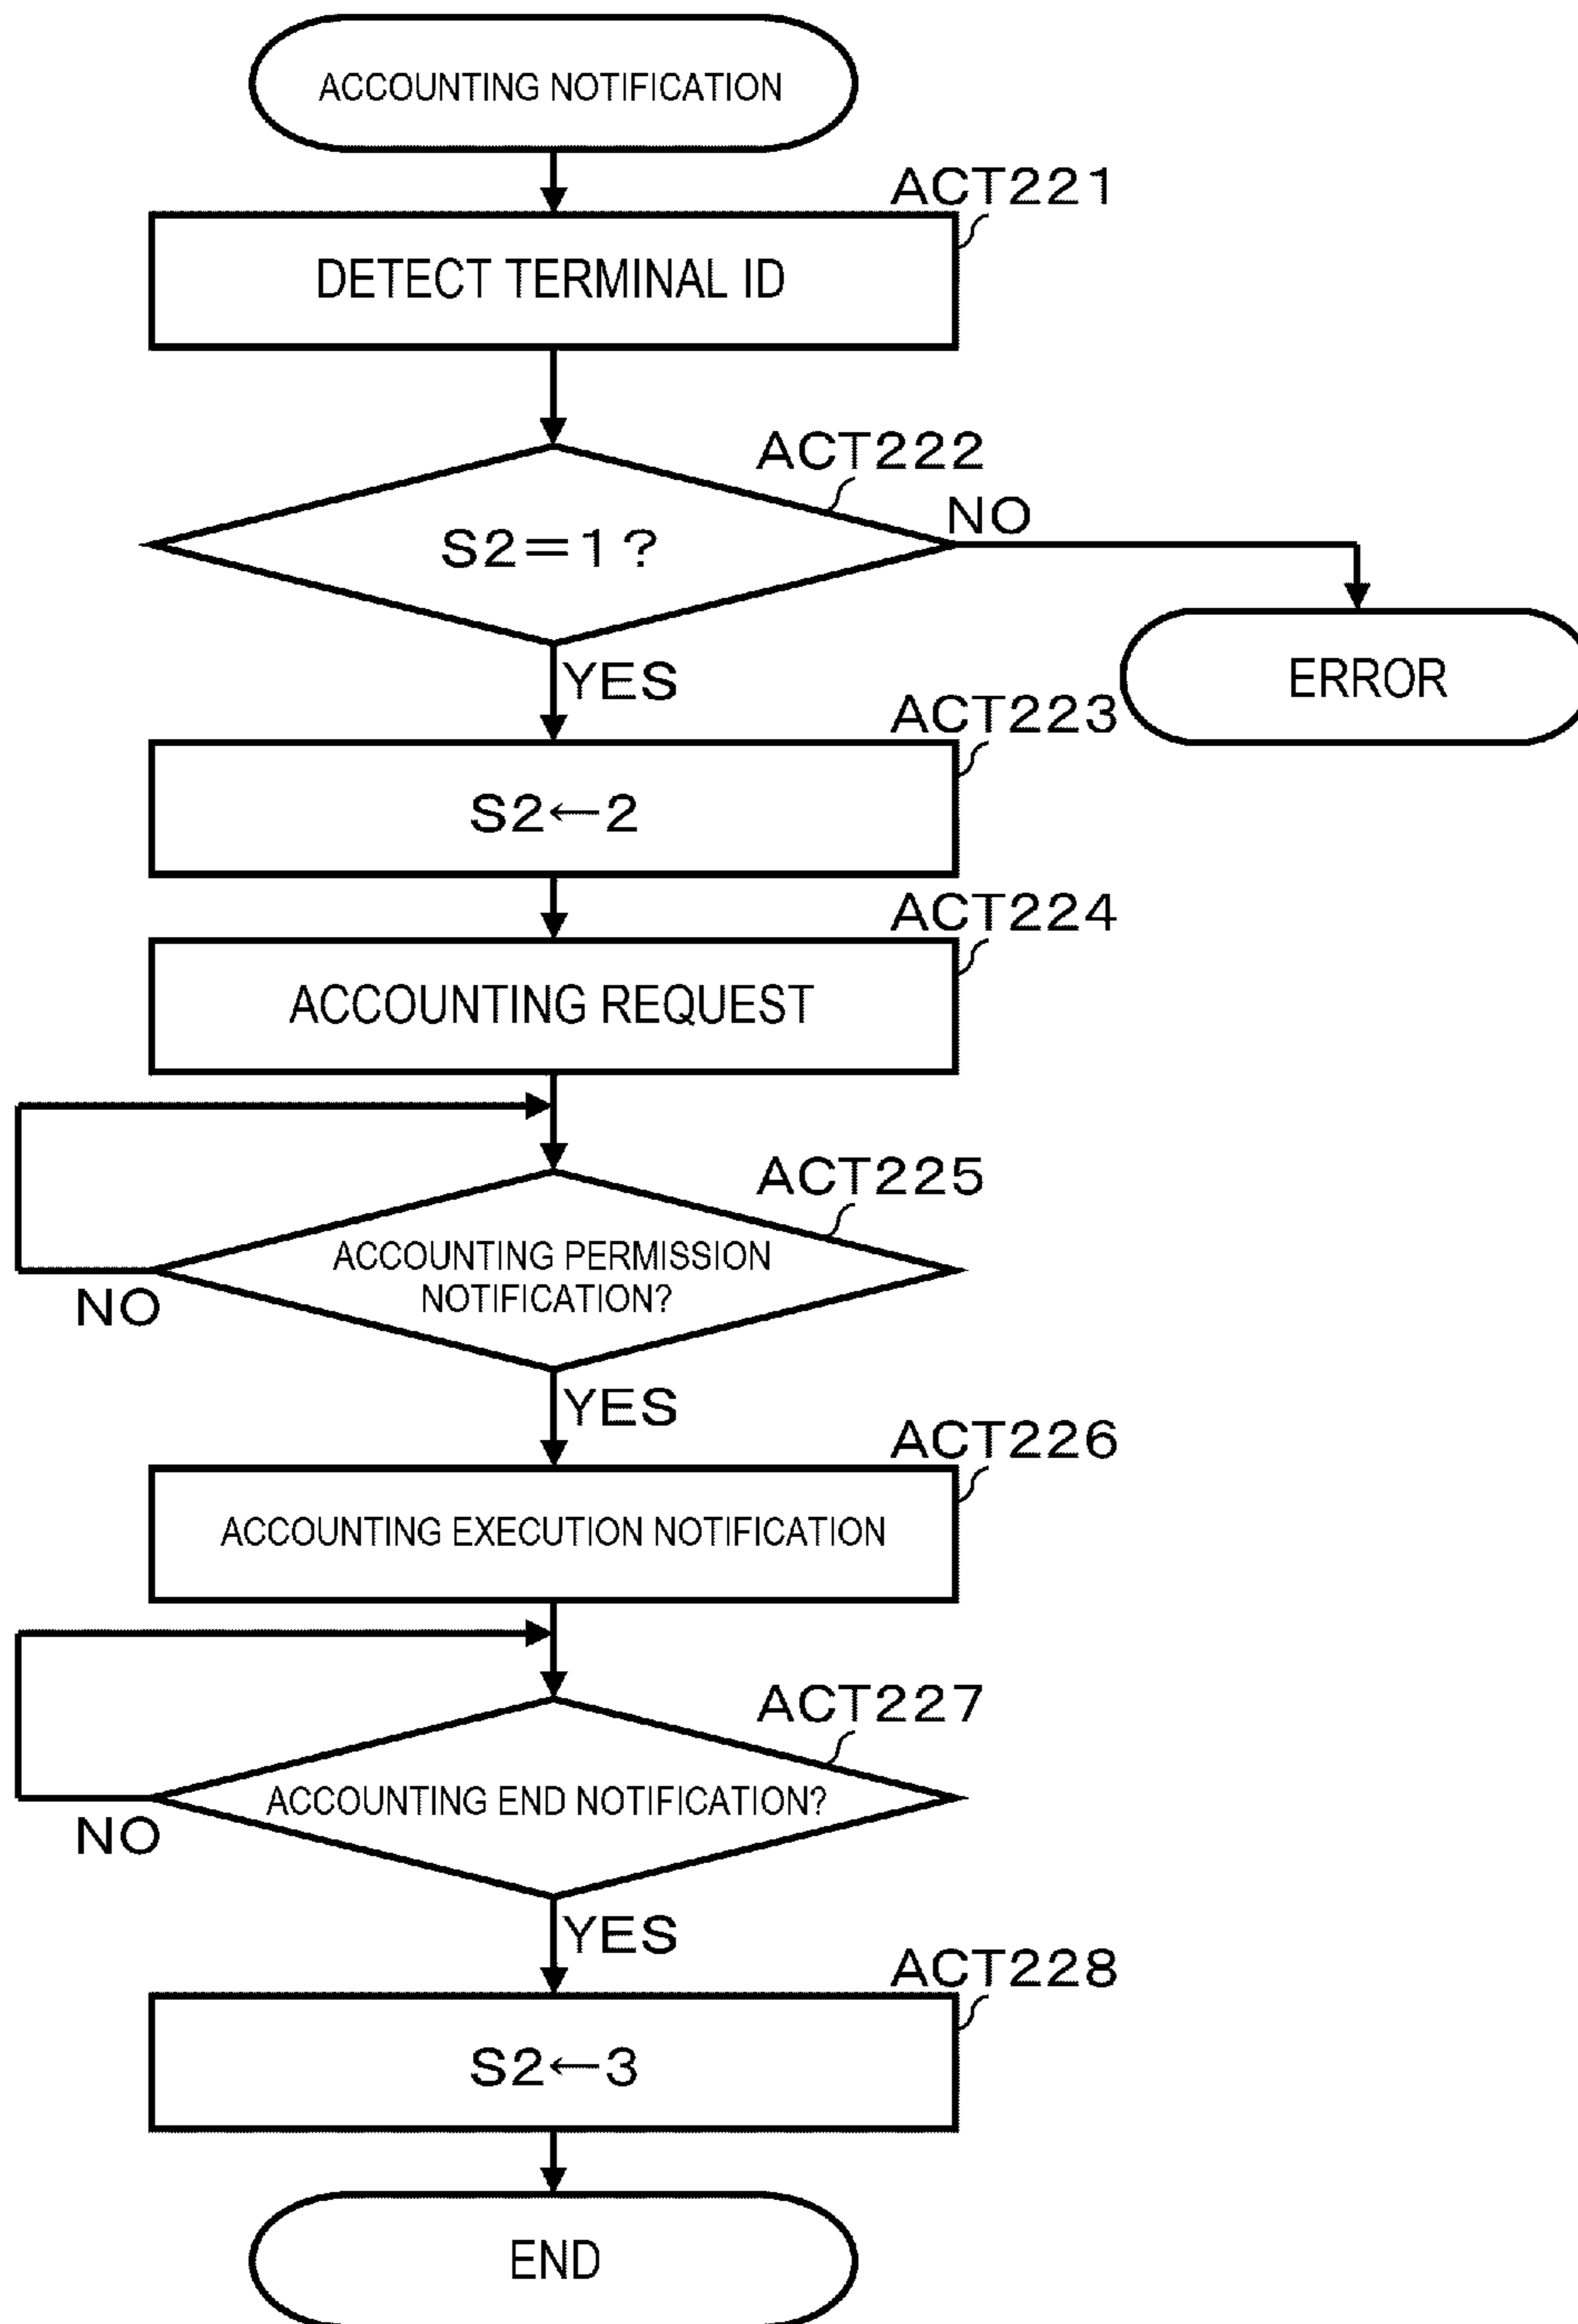 ACCOUNTING NOTIFICATION
ACT221
DETECT TERMINAL ID
ACT222
S2=1?
NO
YES
ERROR
ACT223
S2←2
ACT224
ACCOUNTING REQUEST
ACT225
ACCOUNTING PERMISSION
NOTIFICATION?
NO
YES
ACT226
ACCOUNTING EXECUTION NOTIFICATION
ACT227
ACCOUNTING END NOTIFICATION?
NO
YES
ACT228
S2←3
END